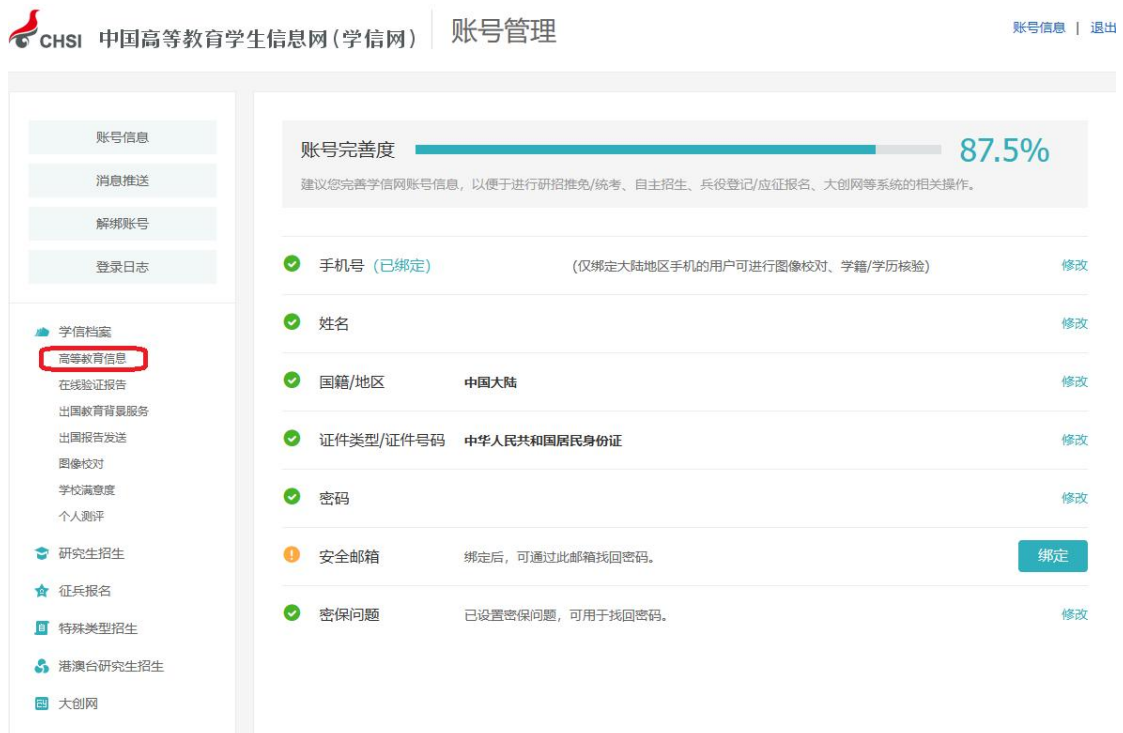 CHSI 中国高等教育学生信息网(学信网) 账号管理 账号信息 | 退出
账号信息
消息推送
解绑账号
登录日志
学信档案
高等教育信息
在线验证报告
出国教育背景服务
出国报告发送
图像校对
学校满意度
个人测评
研究生招生
征兵报名
特殊类型招生
港澳台研究生招生
大创网
账号完善度 87.5%
建议您完善学信网账号信息，以便于进行研招推免/统考、自主招生、兵役登记/应征报名、大创网等系统的相关操作。
手机号 (已绑定) (仅绑定大陆地区手机的用户可进行图像校对、学籍/学历核验) 修改
姓名 修改
国籍/地区 中国大陆 修改
证件类型/证件号码 中华人民共和国居民身份证 修改
密码 修改
安全邮箱 绑定后，可通过此邮箱找回密码。 绑定
密保问题 已设置密保问题，可用于找回密码。 修改